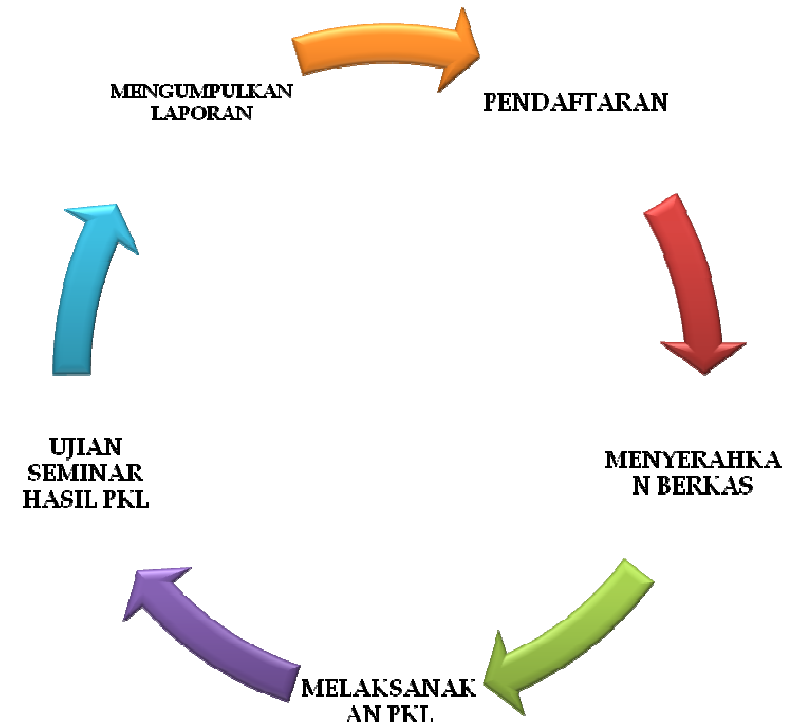 PENDAFTARAN
MENYERAHKA
N BERKAS
MELAKSANAK
AN PKL
UJIAN
SEMINAR
HASIL PKL
MENGUMPULKAN
LAPORAN